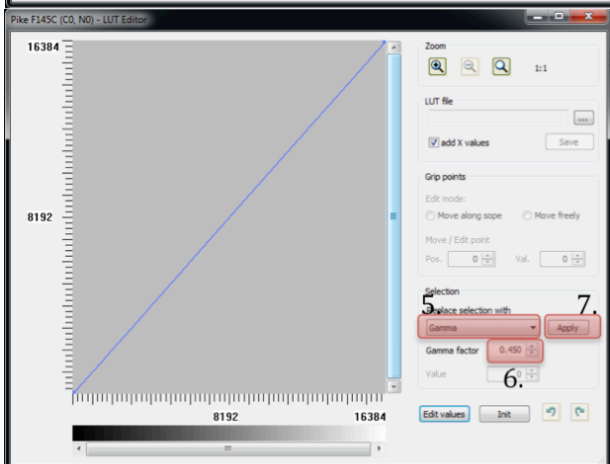 Pike F145C (C0, N0) - LUT Editor
16384
8192
8192
16384
Zoom
1:1
LUT file
...
add X values
Save
Grip points
Edit mode:
Move along sope
Move freely
Move / Edit point
Pos. 0
Val. 0
Selection
5.
7.
Replace selection with
Gamma
Apply
Gamma factor 0.450
Value 0
6.
Edit values
Init